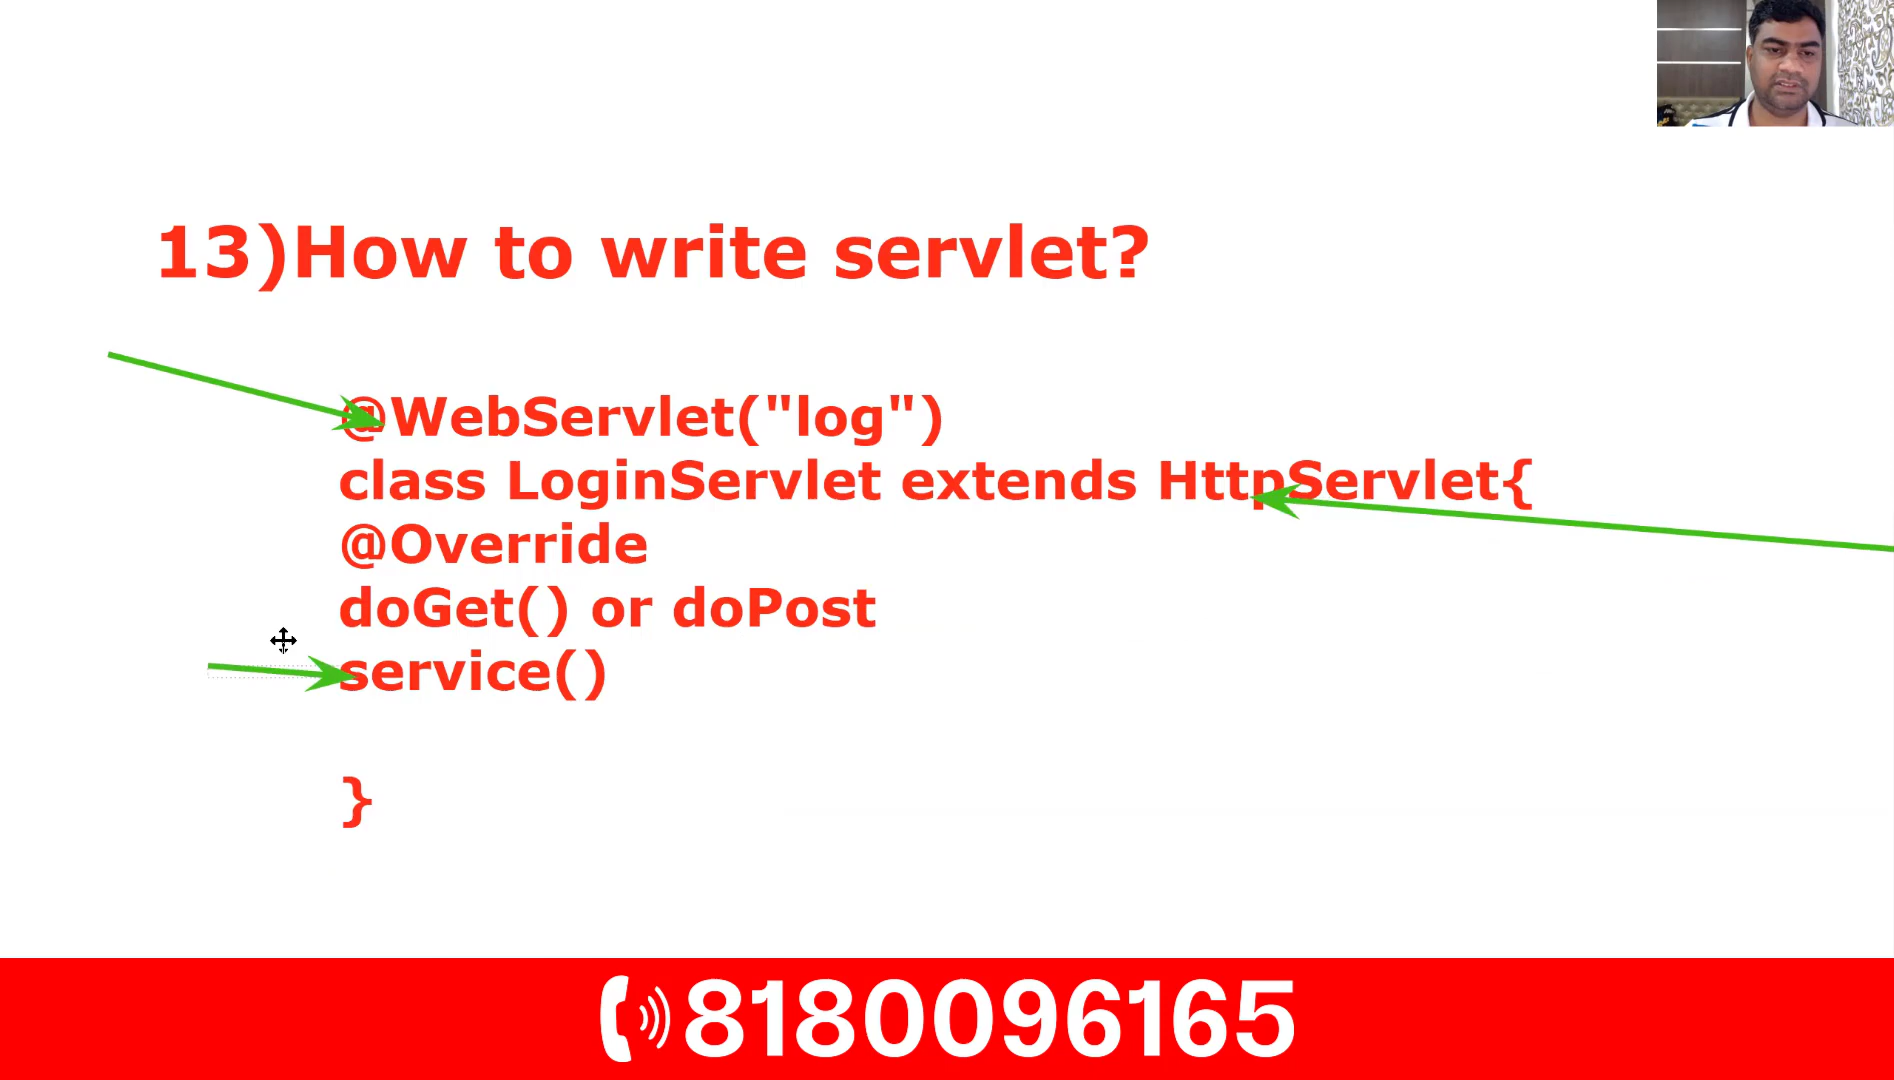 13)How to write servlet?
@WebServlet("log")
class LoginServlet extends HttpServlet{
@Override
doGet() or doPost
service()
}
8180096165